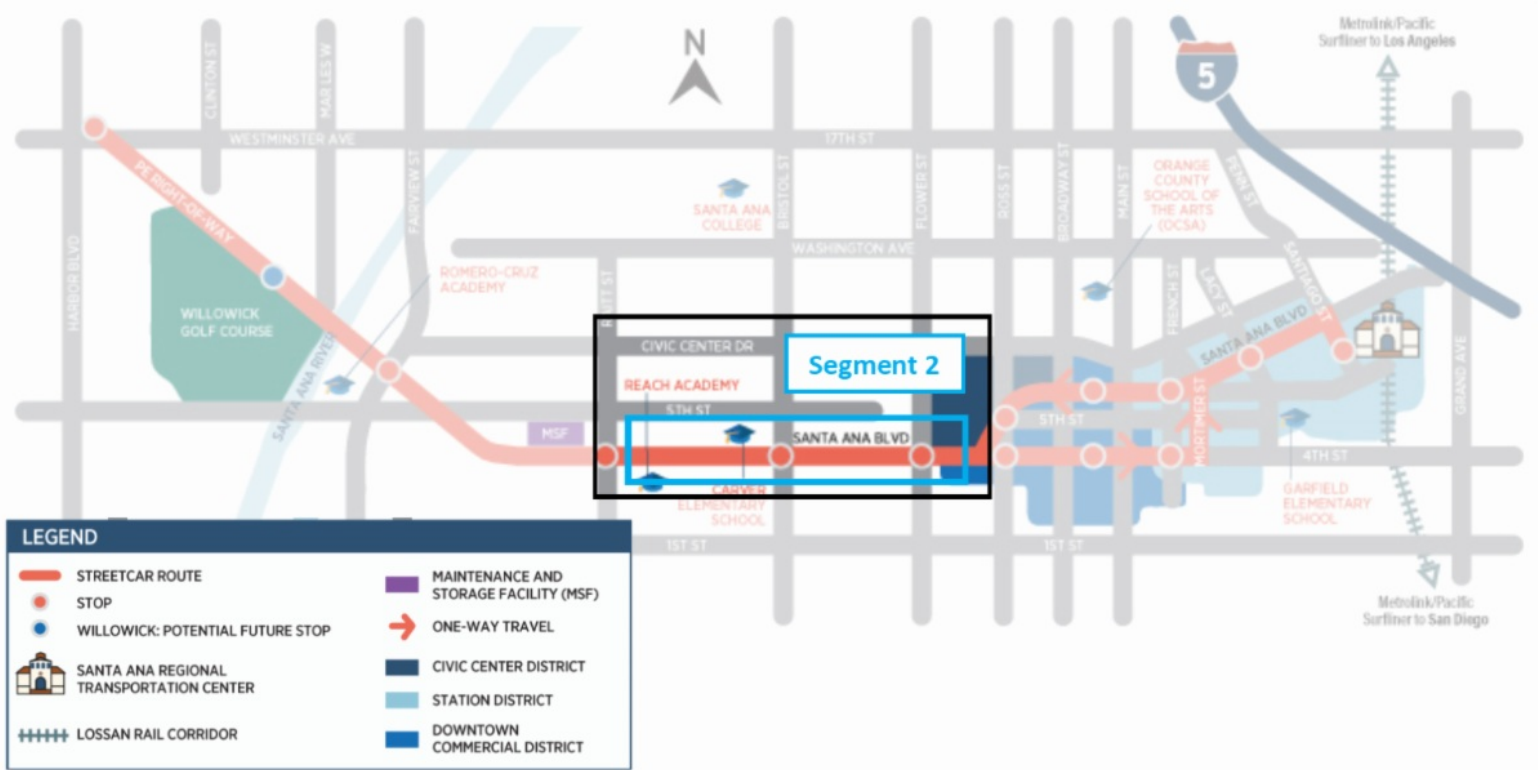 Metrolink/Pacific
Surfliner to Los Angeles
N
5
CLINTON ST
WESTMINSTER AVE
17TH ST
PE RIGHT-OF-WAY
FAIRVIEW ST
BRISTOL ST
FLOWER ST
ROSS ST
BROADWAY ST
MAIN ST
PENN ST
ORANGE
COUNTY
SCHOOL OF
THE ARTS
(OCSA)
SANTA ANA
COLLEGE
WASHINGTON AVE
HARBOR BLVD
ROMERO-CRUZ
ACADEMY
FRENCH ST
LACY ST
SANTIAGO ST
WILLOWICK
GOLF COURSE
SANTA ANA RIVER
CIVIC CENTER DR
Segment 2
SANTA ANA BLVD
GRAND AVE
REACH ACADEMY
5TH ST
5TH ST
MORTIMER ST
MSF
SANTA ANA BLVD
4TH ST
CARVER
ELEMENTARY
SCHOOL
GARFIELD
ELEMENTARY
SCHOOL
1ST ST
1ST ST
Metrolink/Pacific
Surfliner to San Diego
LEGEND
STREETCAR ROUTE
STOP
WILLOWICK: POTENTIAL FUTURE STOP
SANTA ANA REGIONAL
TRANSPORTATION CENTER
LOSSAN RAIL CORRIDOR
MAINTENANCE AND
STORAGE FACILITY (MSF)
ONE-WAY TRAVEL
CIVIC CENTER DISTRICT
STATION DISTRICT
DOWNTOWN
COMMERCIAL DISTRICT